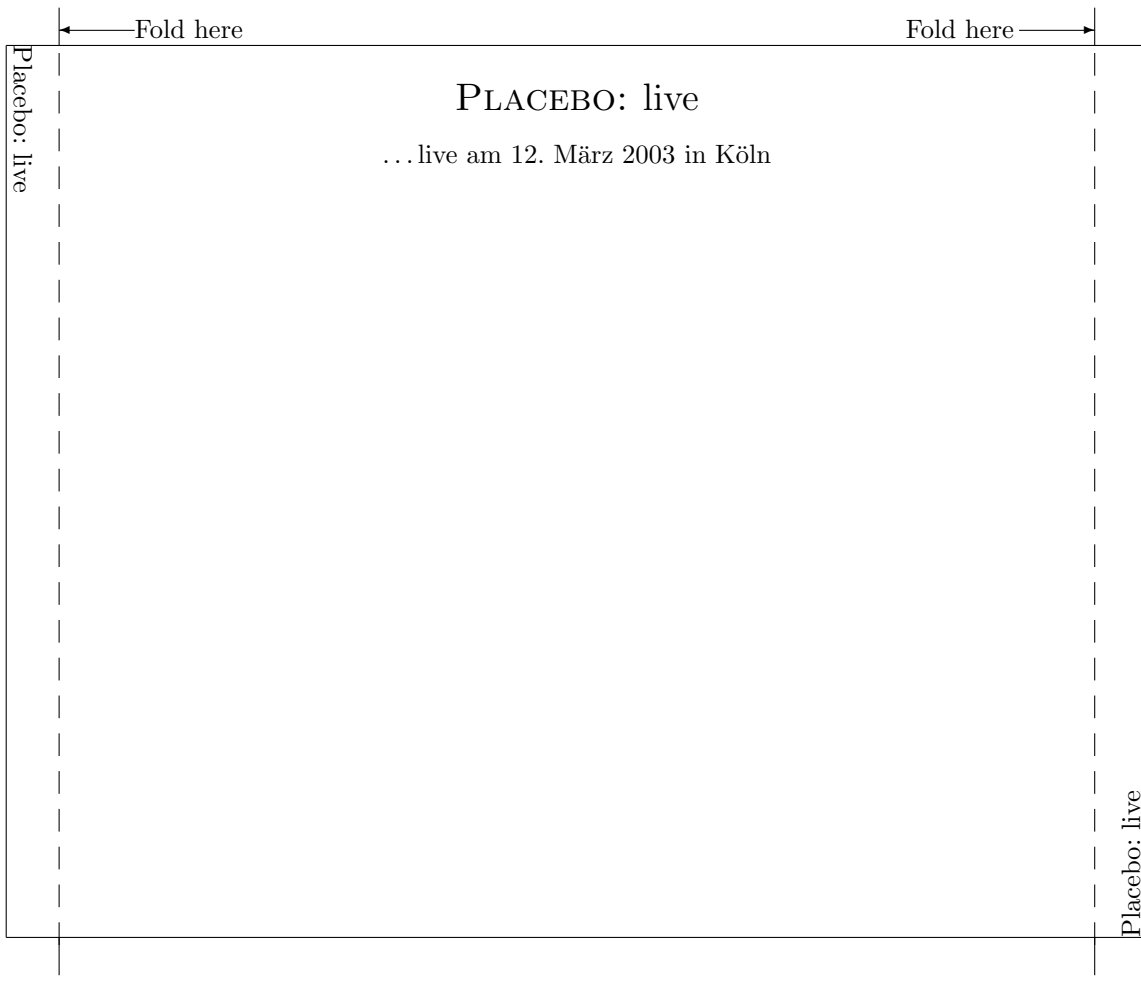 Fold here
Fold here
Placebo: live
PLACEBO: live
...live am 12. März 2003 in Köln
Placebo: live